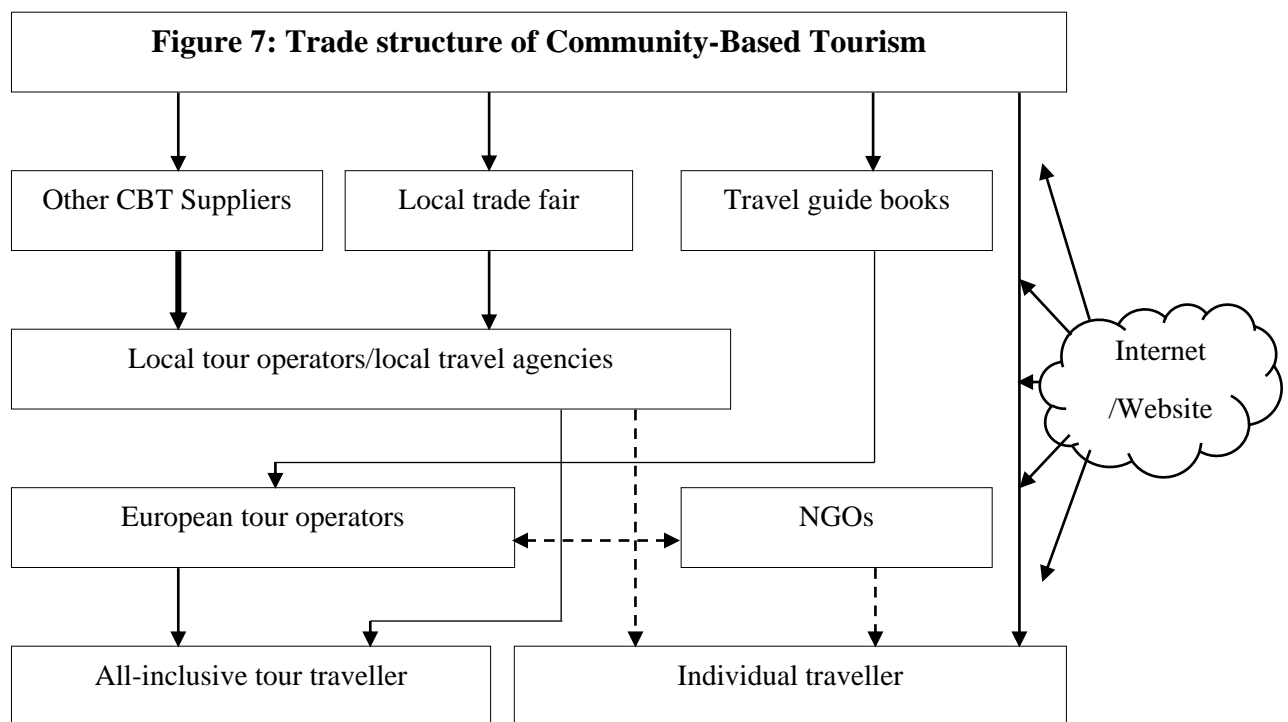 Figure 7: Trade structure of Community-Based Tourism
Other CBT Suppliers
Local trade fair
Travel guide books
Local tour operators/local travel agencies
Internet
/Website
European tour operators
NGOs
All-inclusive tour traveller
Individual traveller